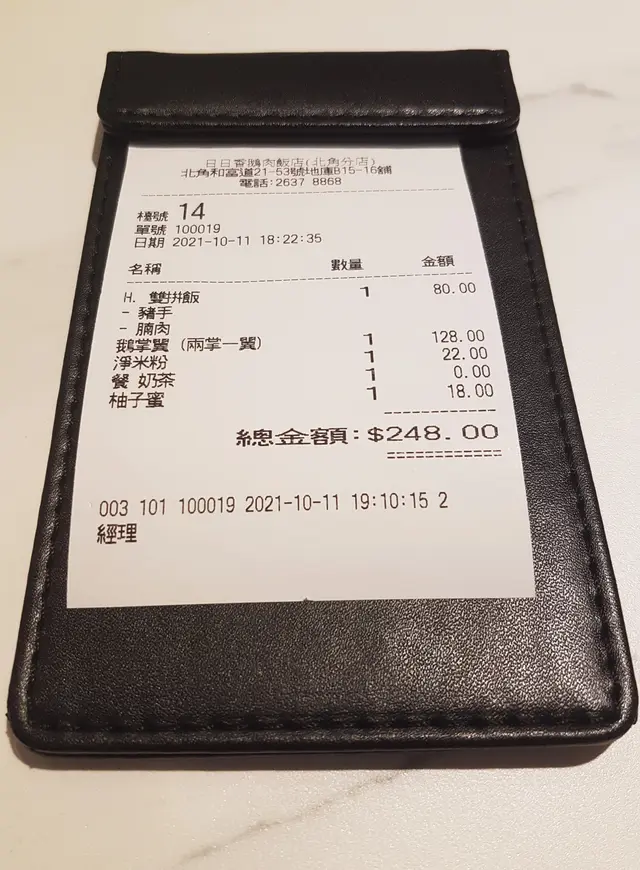 日日香鵝肉飯店(北角分店)
北角和富道21-53號地庫B15-16舖
電話:2637 8868
檯號 14
單號 100019
日期 2021-10-11 18:22:35
名稱 數量 金額
H. 雙拼飯 1 80.00
- 豬手
- 腩肉
鵝掌翼 (兩掌一翼) 1 128.00
淨米粉 1 22.00
餐 奶茶 1 0.00
柚子蜜 1 18.00
總金額:$248.00
003 101 100019 2021-10-11 19:10:15 2
經理